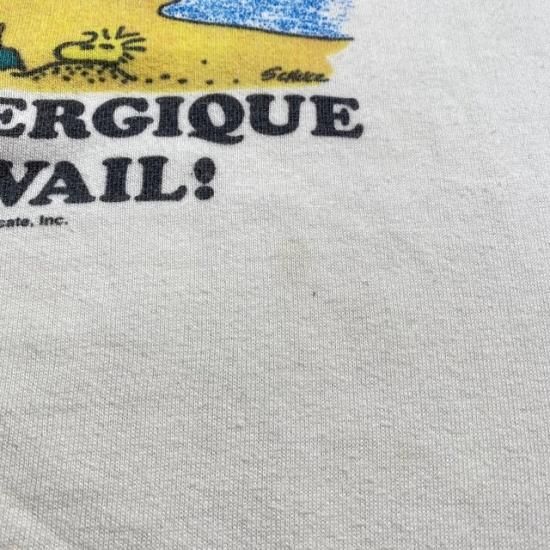 SCHULZ
ERGIQUE
VAIL!
cate, Inc.